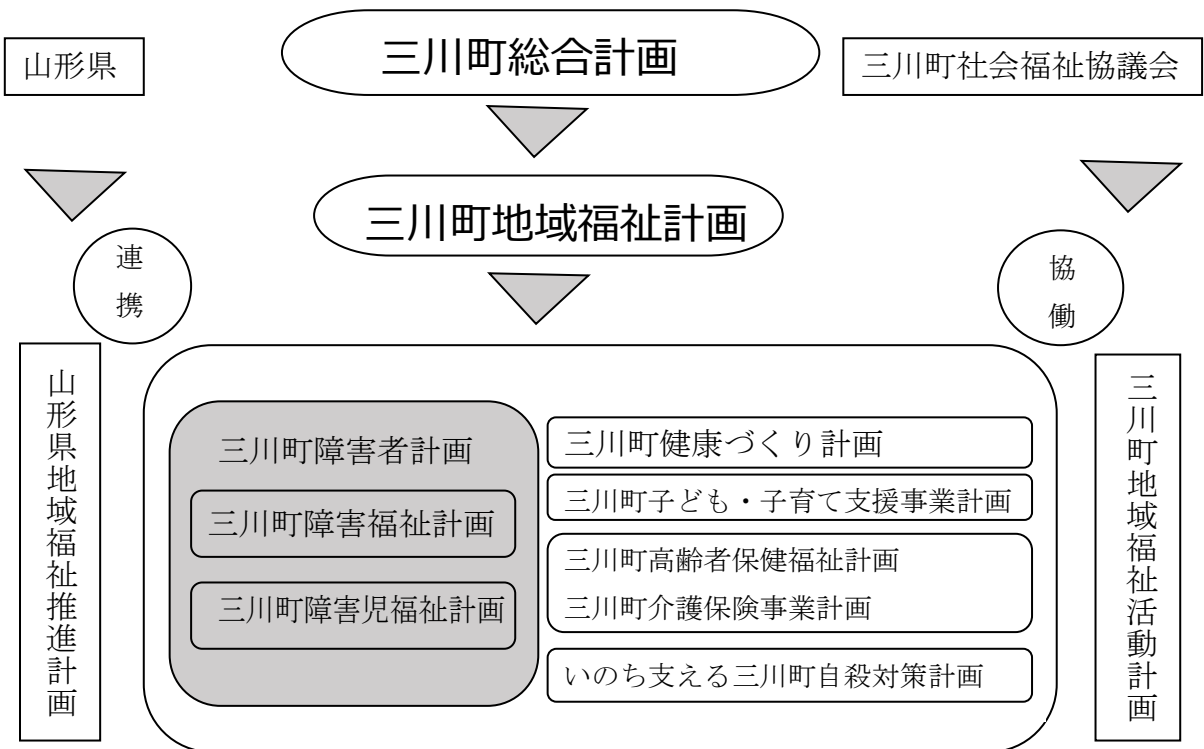 山形県
三川町総合計画
三川町社会福祉協議会
三川町地域福祉計画
連携
協働
山形県地域福祉推進計画
三川町障害者計画
三川町障害福祉計画
三川町障害児福祉計画
三川町健康づくり計画
三川町子ども・子育て支援事業計画
三川町高齢者保健福祉計画
三川町介護保険事業計画
いのち支える三川町自殺対策計画
三川町地域福祉活動計画